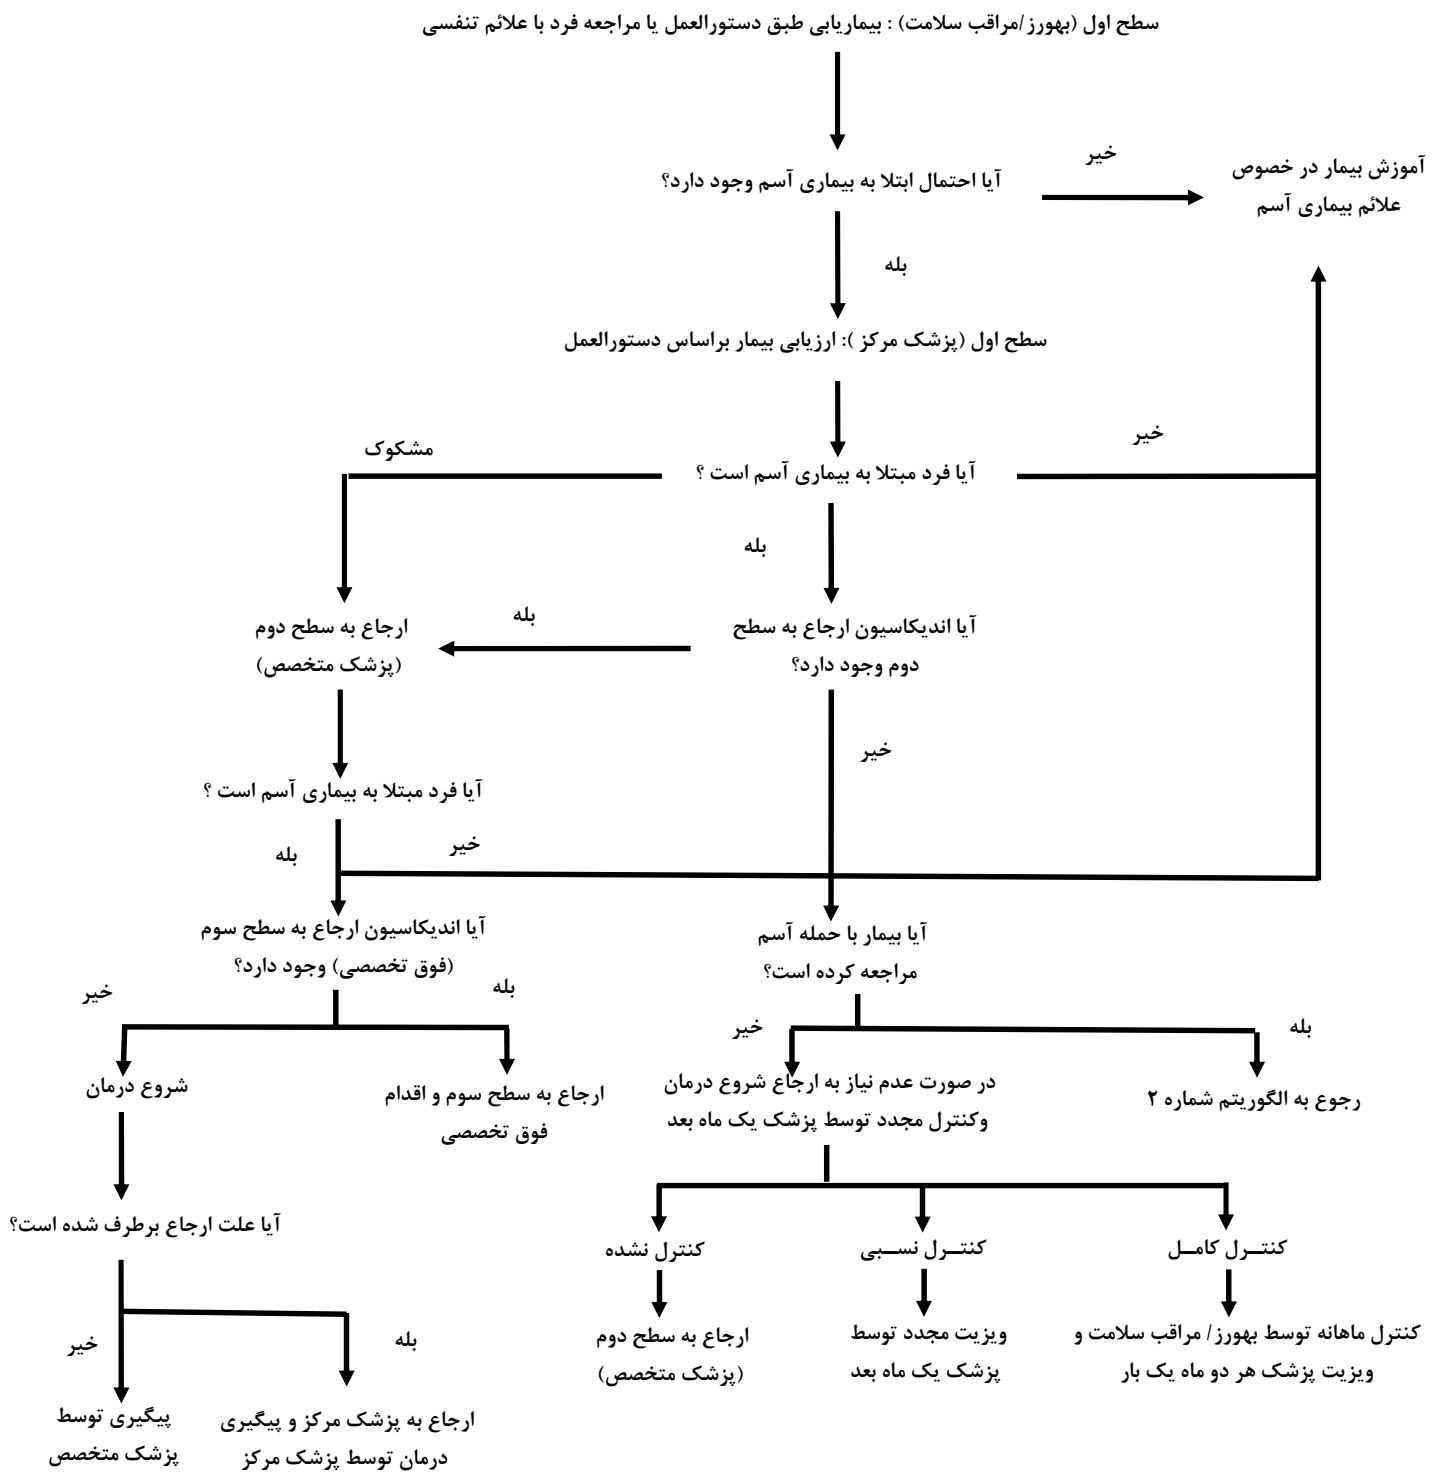 سطح اول (بهورز/مراقب سلامت) : بیماریابی طبق دستورالعمل یا مراجعه فرد با علائم تنفسی
خیر
آموزش بیمار در خصوص
علائم بیماری آسم
آیا احتمال ابتلا به بیماری آسم وجود دارد؟
بله
سطح اول (پزشک مرکز ): ارزیابی بیمار براساس دستورالعمل
خیر
مشکوک
آیا فرد مبتلا به بیماری آسم است ؟
بله
آیا اندیکاسیون ارجاع به سطح
دوم وجود دارد؟
بله
ارجاع به سطح دوم
(پزشک متخصص)
خیر
آیا فرد مبتلا به بیماری آسم است ؟
خیر
بله
آیا بیمار با حمله آسم
مراجعه کرده است؟
آیا اندیکاسیون ارجاع به سطح سوم
(فوق تخصصی) وجود دارد؟
بله
خیر
بله
خیر
رجوع به الگوریتم شماره ۲
در صورت عدم نیاز به ارجاع شروع درمان
وکنترل مجدد توسط پزشک یک ماه بعد
ارجاع به سطح سوم و اقدام
فوق تخصصی
شروع درمان
آیا علت ارجاع برطرف شده است؟
کنتــرل کامــل
کنتــرل نســبی
کنترل نشده
کنترل ماهانه توسط بهورز/ مراقب سلامت و
ویزیت پزشک هر دو ماه یک بار
ویزیت مجدد توسط
پزشک یک ماه بعد
ارجاع به سطح دوم
(پزشک متخصص)
بله
خیر
ارجاع به پزشک مرکز و پیگیری
درمان توسط پزشک مرکز
پیگیری توسط
پزشک متخصص